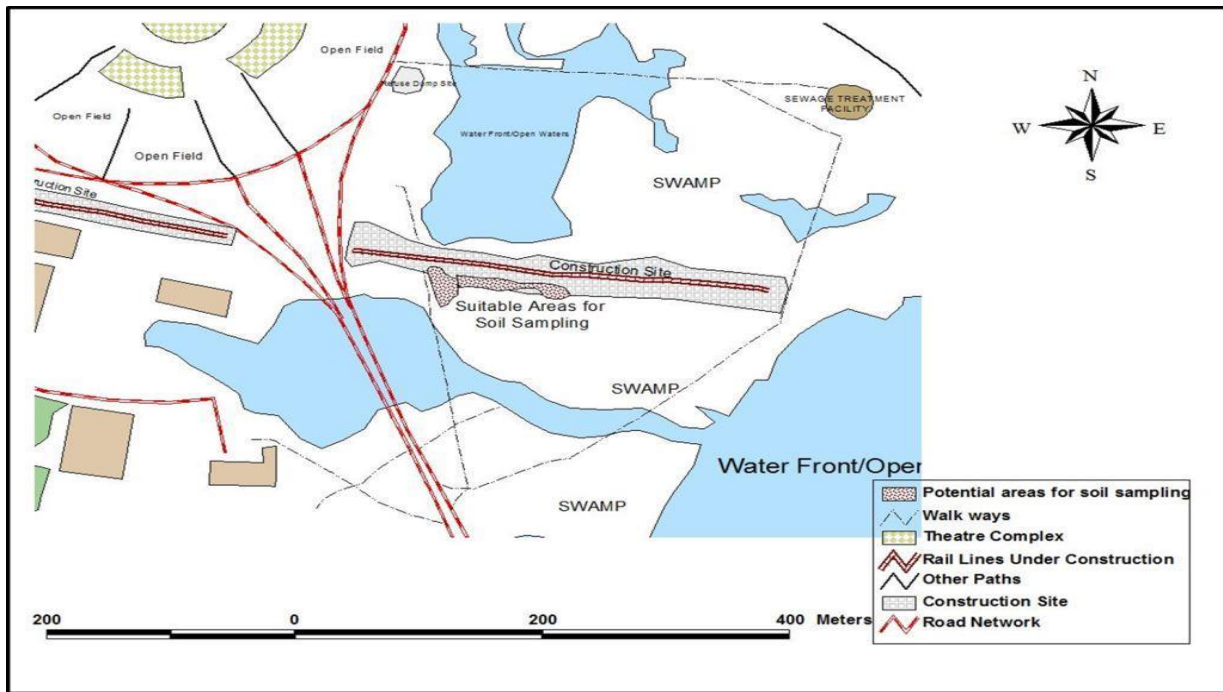 Open Field
Refuse Dump Site
SEWAGE TREATMENT
FACILITY
Open Field
Water Front/Open Waters
Open Field
SWAMP
N
W
E
S
ruction Site
Construction Site
Suitable Areas for
Soil Sampling
SWAMP
Water Front/Oper
SWAMP
Potential areas for soil sampling
Walk ways
Theatre Complex
Rail Lines Under Construction
Other Paths
Construction Site
Road Network
200 0 200 400 Meters